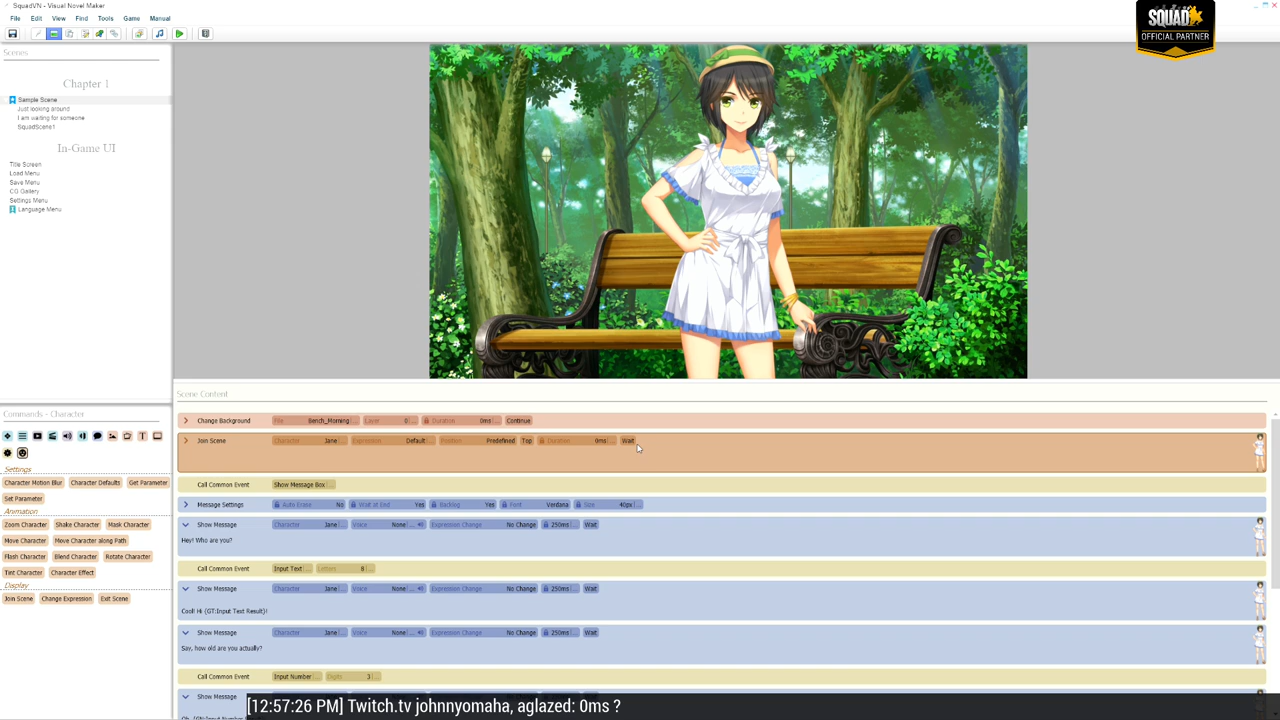 SquadVN - Visual Novel Maker
File Edit View Find Tools Game Manual
SQUAD
OFFICIAL PARTNER
Scenes
Chapter 1
Sample Scene
Just looking around
I am waiting for someone
SquadScene1
In-Game UI
Title Screen
Load Menu
Save Menu
CG Gallery
Settings Menu
Language Menu
Commands - Character
Settings
Character Motion Blur Character Defaults Get Parameter
Set Parameter
Animation
Zoom Character Shake Character Mask Character
Move Character Move Character along Path
Flash Character Blend Character Rotate Character
Tint Character Character Effect
Display
Join Scene Change Expression Exit Scene
Scene Content
Change Background File Bench_Morning Layer 0 Duration 0ms Continue
Join Scene Character Jane Expression Default Position Predefined Top Duration 0ms Wait
Call Common Event Show Message Box
Message Settings Auto Erase No Wait at End Yes Backlog Yes Font Verdana Size 40px
Show Message Character Jane Voice None Expression Change No Change 250ms Wait
Hey! Who are you?
Call Common Event Input Text Letters 8
Show Message Character Jane Voice None Expression Change No Change 250ms Wait
Cool! Hi {GT:Input Text Result}!
Show Message Character Jane Voice None Expression Change No Change 250ms Wait
Say, how old are you actually?
Call Common Event Input Number Digits 3
Show Message
[12:57:26 PM] Twitch.tv johnnyomaha, aglazed: 0ms ?